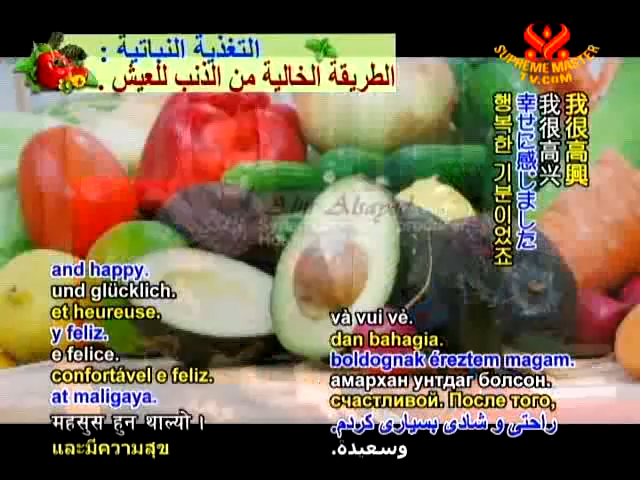 التغذية النباتية :
الطريقة الخالية من الذنب للعيش .
SUPREME MASTER
TV.COM
我很高興
我很高兴
幸せに感じました
행복한 기분이었죠
and happy.
und glücklich.
et heureuse.
y feliz.
e felice.
confortável e feliz.
at maligaya.
महसुस हुन थाल्यो ।
และมีความสุข
và vui vẻ.
dan bahagia.
boldognak éreztem magam.
амархан унтдаг болсон.
счастливой. После того,
راحتی و شادی بسیاری کردم.
وسعيدة.